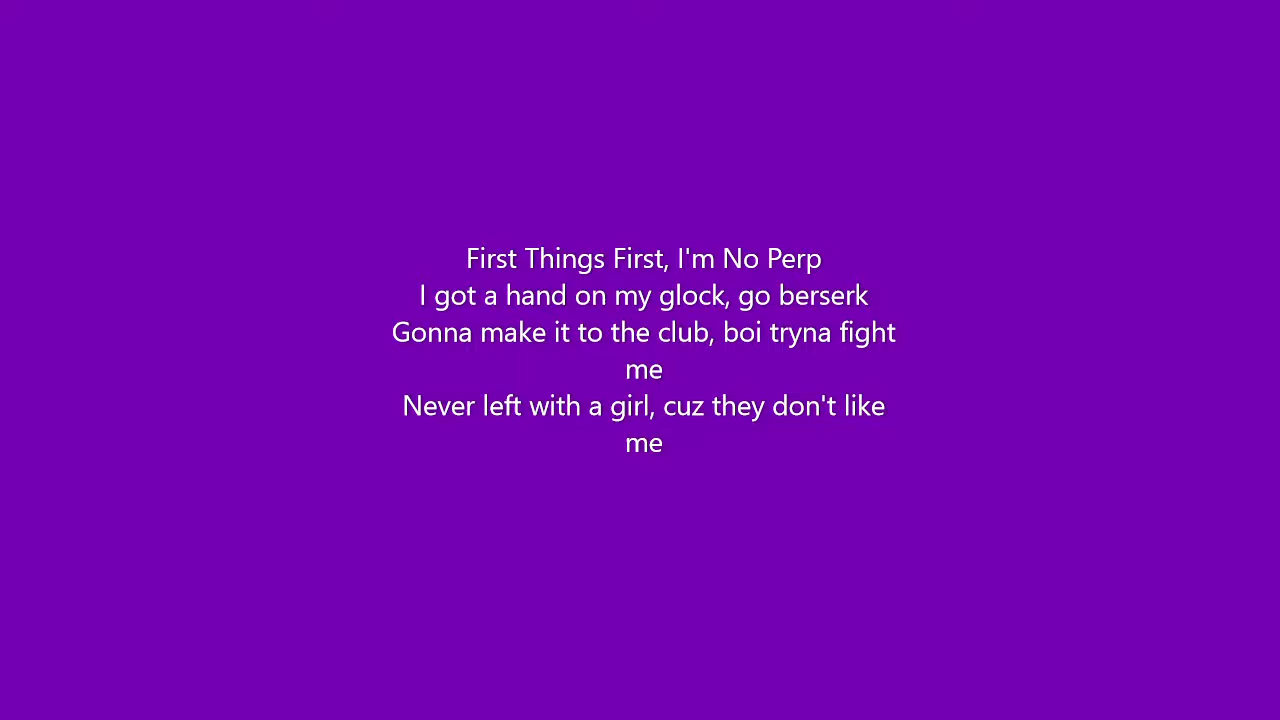 First Things First, I'm No Perp
I got a hand on my glock, go berserk
Gonna make it to the club, boi tryna fight
me
Never left with a girl, cuz they don't like
me